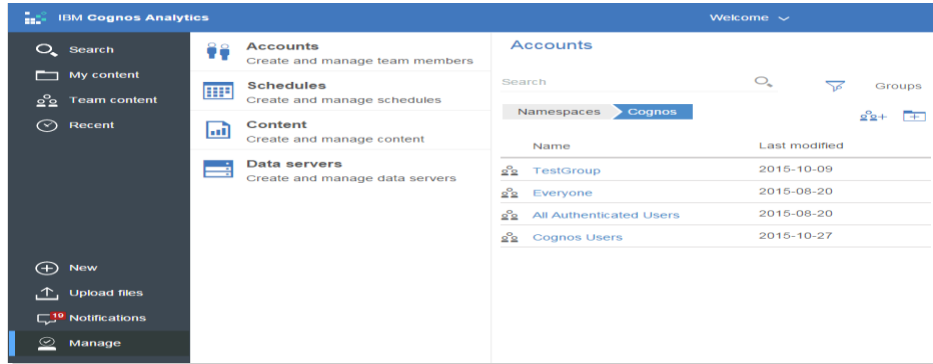 IBM Cognos Analytics
Welcome
Search
My content
Team content
Recent
New
Upload files
19
Notifications
Manage
Accounts
Create and manage team members
Schedules
Create and manage schedules
Content
Create and manage content
Data servers
Create and manage data servers
Accounts
Search
Groups
Namespaces Cognos
Name Last modified
TestGroup 2015-10-09
Everyone 2015-08-20
All Authenticated Users 2015-08-20
Cognos Users 2015-10-27